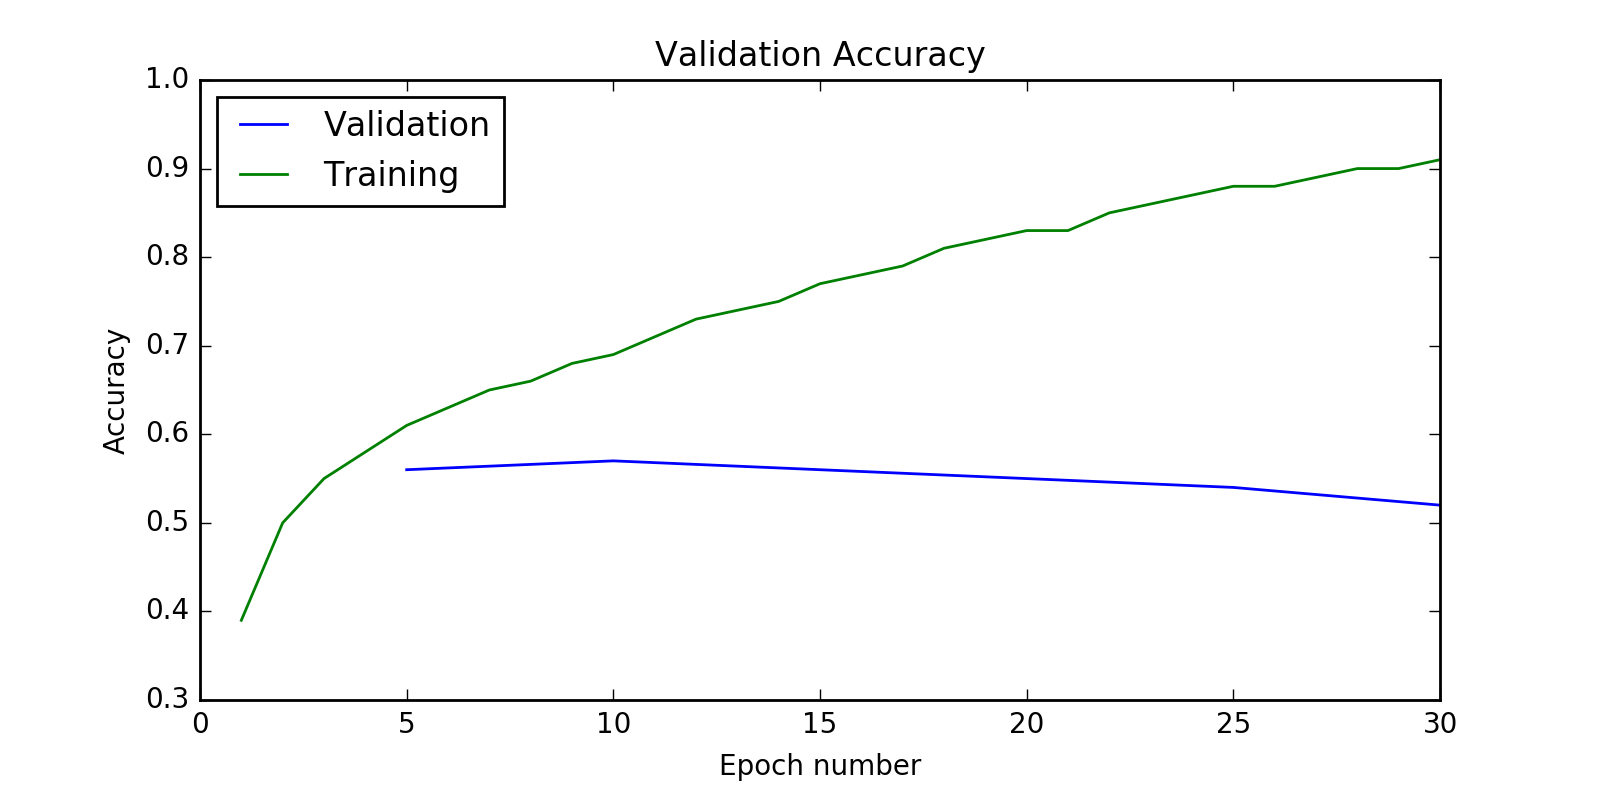 Validation Accuracy
1.0
0.9
0.8
0.7
0.6
0.5
0.4
0.3
Accuracy
Validation
Training
0 5 10 15 20 25 30
Epoch number